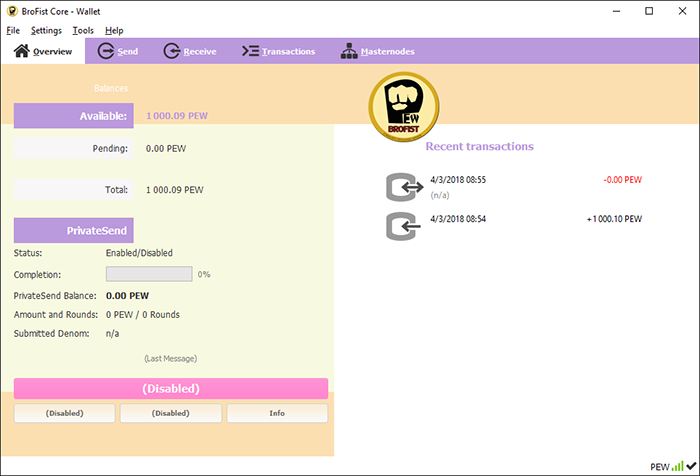 BroFist Core - Wallet
File Settings Tools Help
Overview Send Receive Transactions Masternodes
Balances
Available: 1 000.09 PEW
Pending: 0.00 PEW
Total: 1 000.09 PEW
PrivateSend
Status: Enabled/Disabled
Completion: 0%
PrivateSend Balance: 0.00 PEW
Amount and Rounds: 0 PEW / 0 Rounds
Submitted Denom: n/a
(Last Message)
(Disabled)
(Disabled) (Disabled) Info
PEW
BROFIST
Recent transactions
4/3/2018 08:55 -0.00 PEW
(n/a)
4/3/2018 08:54 +1 000.10 PEW
PEW